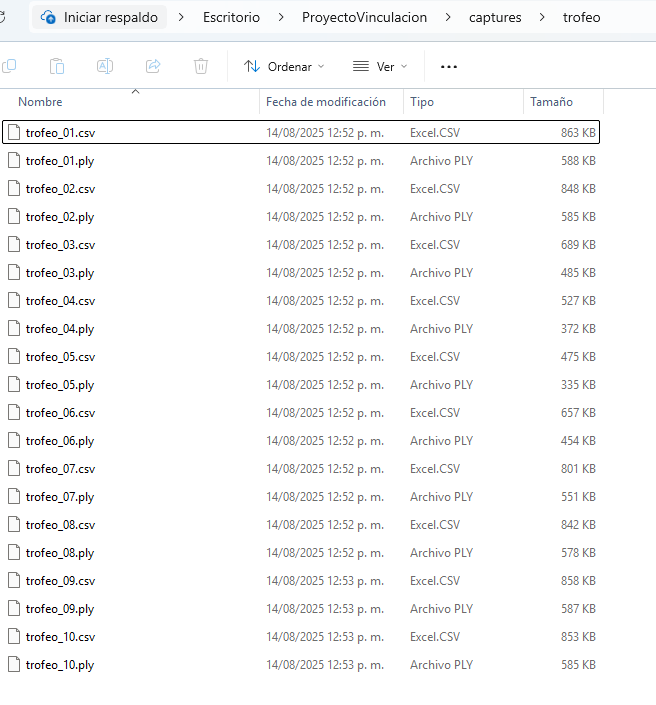 Iniciar respaldo > Escritorio > ProyectoVinculacion > captures > trofeo
Ordenar Ver ...
Nombre Fecha de modificación Tipo Tamaño
trofeo_01.csv 14/08/2025 12:52 p. m. Excel.CSV 863 KB
trofeo_01.ply 14/08/2025 12:52 p. m. Archivo PLY 588 KB
trofeo_02.csv 14/08/2025 12:52 p. m. Excel.CSV 848 KB
trofeo_02.ply 14/08/2025 12:52 p. m. Archivo PLY 585 KB
trofeo_03.csv 14/08/2025 12:52 p. m. Excel.CSV 689 KB
trofeo_03.ply 14/08/2025 12:52 p. m. Archivo PLY 485 KB
trofeo_04.csv 14/08/2025 12:52 p. m. Excel.CSV 527 KB
trofeo_04.ply 14/08/2025 12:52 p. m. Archivo PLY 372 KB
trofeo_05.csv 14/08/2025 12:52 p. m. Excel.CSV 475 KB
trofeo_05.ply 14/08/2025 12:52 p. m. Archivo PLY 335 KB
trofeo_06.csv 14/08/2025 12:52 p. m. Excel.CSV 657 KB
trofeo_06.ply 14/08/2025 12:52 p. m. Archivo PLY 454 KB
trofeo_07.csv 14/08/2025 12:52 p. m. Excel.CSV 801 KB
trofeo_07.ply 14/08/2025 12:52 p. m. Archivo PLY 551 KB
trofeo_08.csv 14/08/2025 12:52 p. m. Excel.CSV 842 KB
trofeo_08.ply 14/08/2025 12:52 p. m. Archivo PLY 578 KB
trofeo_09.csv 14/08/2025 12:53 p. m. Excel.CSV 858 KB
trofeo_09.ply 14/08/2025 12:53 p. m. Archivo PLY 587 KB
trofeo_10.csv 14/08/2025 12:53 p. m. Excel.CSV 853 KB
trofeo_10.ply 14/08/2025 12:53 p. m. Archivo PLY 585 KB